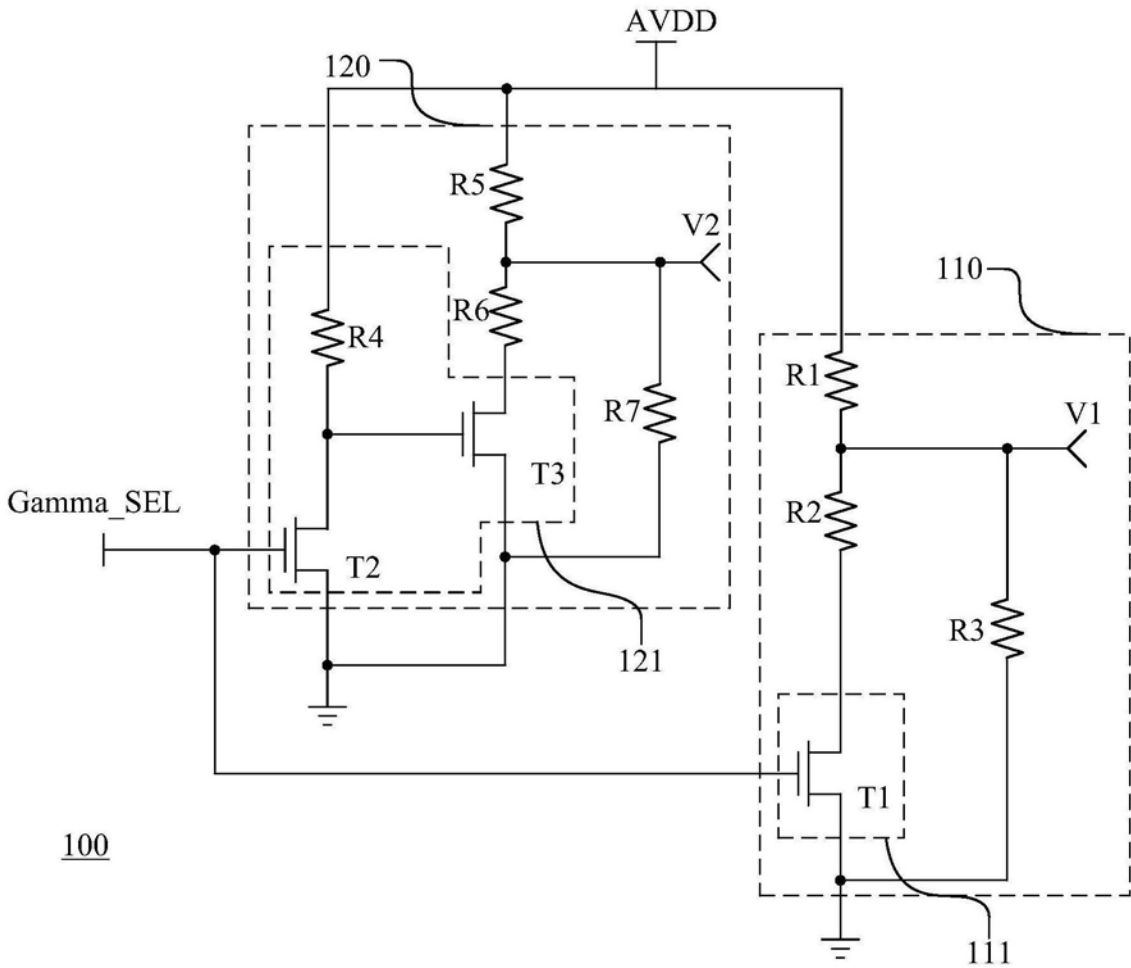 AVDD
120
R5
V2
110
R6
R4
R1
R7
V1
T3
Gamma_SEL
R2
T2
R3
121
T1
100
111